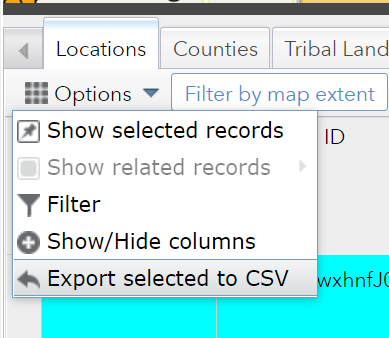 Locations Counties Tribal Land
Options Filter by map extent
Show selected records
ID
Show related records
Filter
Show/Hide columns
Export selected to CSV
wxhnfJ0